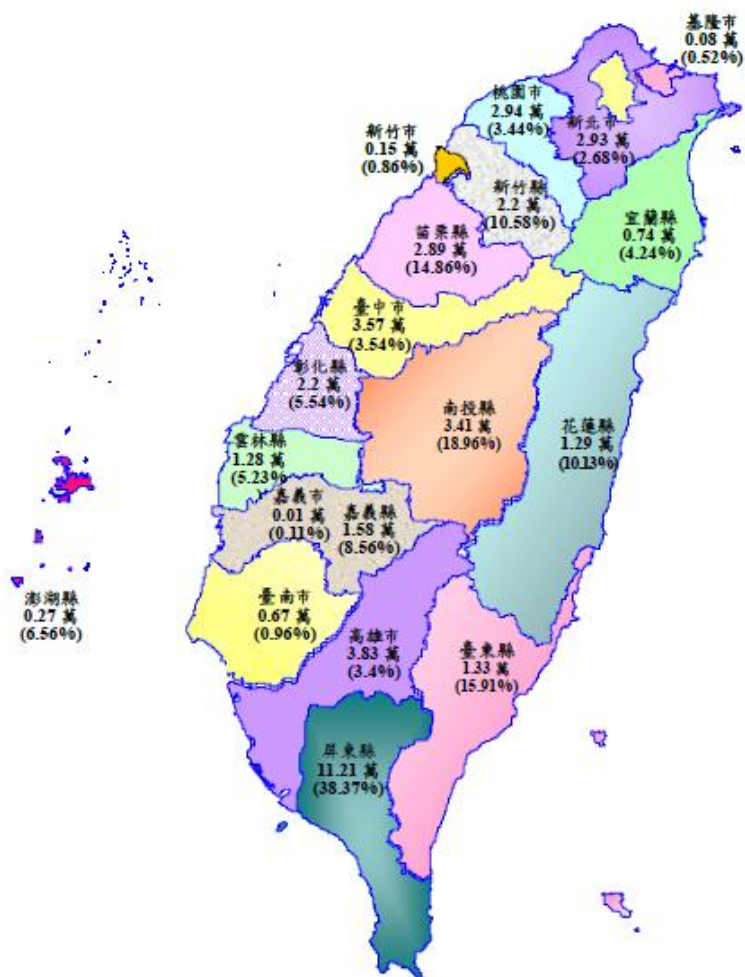 基隆市
0.08 萬
(0.52%)
桃園市
2.94 萬
(3.44%)
新北市
2.93 萬
(2.68%)
新竹市
0.15 萬
(0.86%)
新竹縣
2.2 萬
(10.58%)
宜蘭縣
0.74 萬
(4.24%)
苗栗縣
2.89 萬
(14.86%)
臺中市
3.57 萬
(3.54%)
彰化縣
2.2 萬
(5.54%)
南投縣
3.41 萬
(18.96%)
花蓮縣
1.29 萬
(10.13%)
雲林縣
1.28 萬
(5.23%)
嘉義市
0.01 萬
(0.11%)
嘉義縣
1.58 萬
(8.56%)
澎湖縣
0.27 萬
(6.56%)
臺南市
0.67 萬
(0.96%)
高雄市
3.83 萬
(3.4%)
臺東縣
1.33 萬
(15.91%)
屏東縣
11.21 萬
(38.37%)